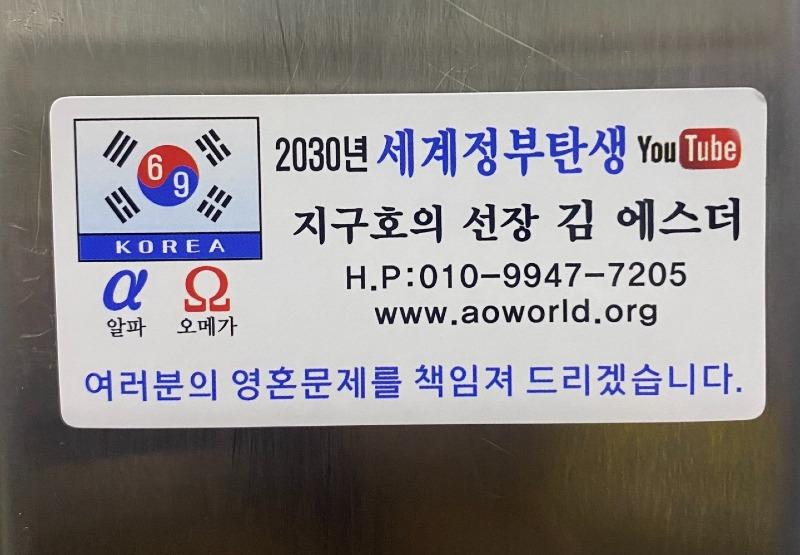 2030년 세계정부탄생 YouTube
69
지구호의 선장 김 에스더
KOREA
H.P:010-9947-7205
α Ω
www.aoworld.org
알파 오메가
여러분의 영혼문제를 책임져 드리겠습니다.